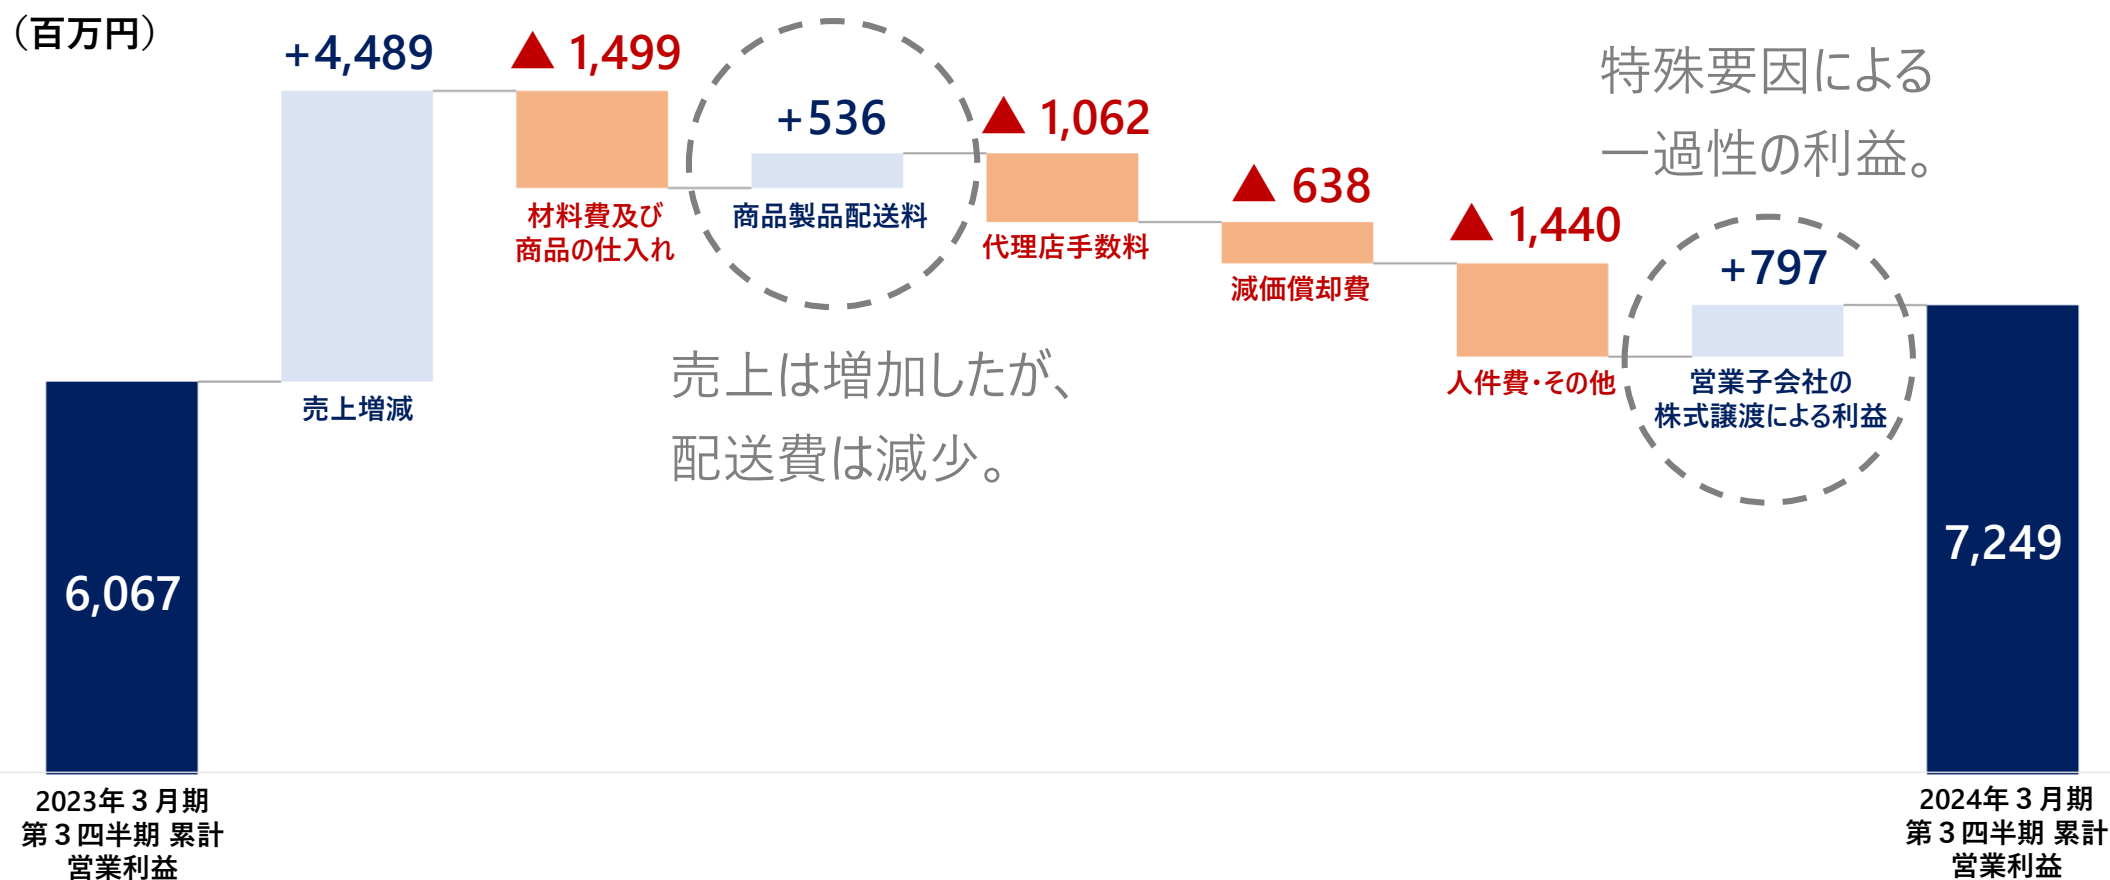 （百万円）
+4,489
▲ 1,499
+536
▲ 1,062
▲ 638
▲ 1,440
+797
特殊要因による
一過性の利益。
売上増減
材料費及び
商品の仕入れ
商品製品配送料
代理店手数料
減価償却費
人件費・その他
営業子会社の
株式譲渡による利益
売上は増加したが、
配送費は減少。
6,067
7,249
2023年３月期
第３四半期 累計
営業利益
2024年３月期
第３四半期 累計
営業利益